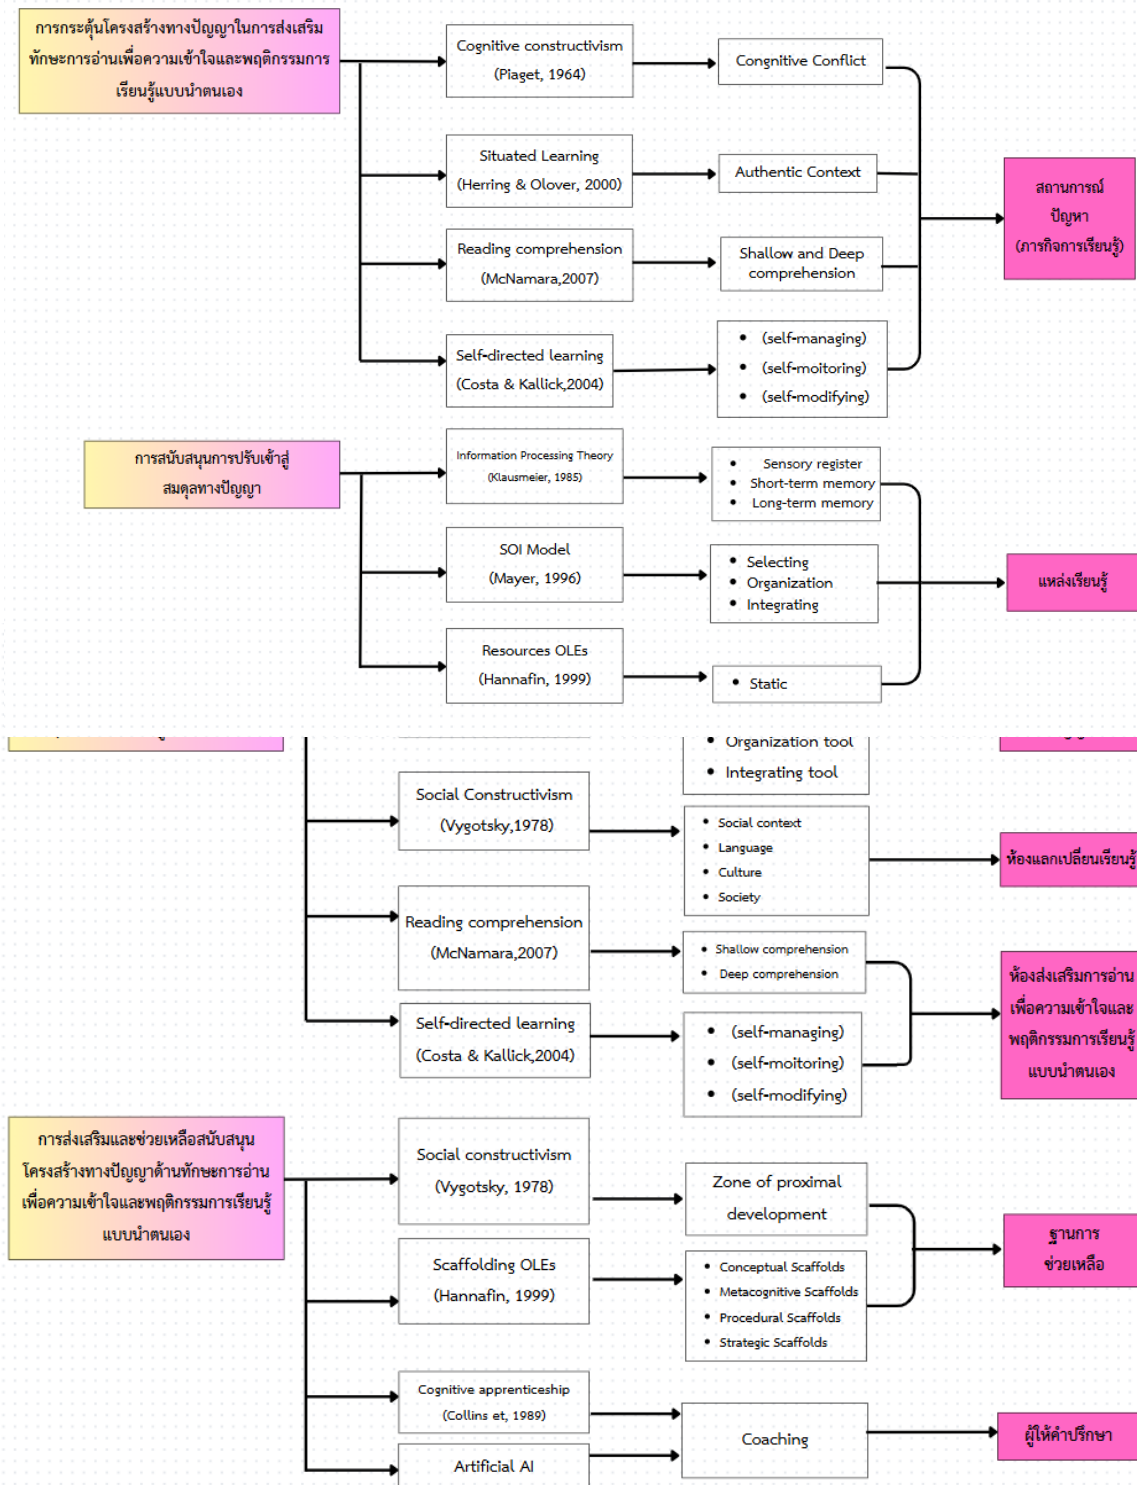 การกระตุ้นโครงสร้างทางปัญญาในการส่งเสริม
ทักษะการอ่านเพื่อความเข้าใจและพฤติกรรมการ
เรียนรู้แบบนำตนเอง
Cognitive constructivism
(Piaget, 1964)
Congnitive Conflict
Situated Learning
(Herring & Olover, 2000)
Authentic Context
Reading comprehension
(McNamara,2007)
Shallow and Deep
comprehension
Self-directed learning
(Costa & Kallick,2004)
• (self-managing)
• (self-moitoring)
• (self-modifying)
สถานการณ์
ปัญหา
(ภารกิจการเรียนรู้)
การสนับสนุนการปรับเข้าสู่
สมดุลทางปัญญา
Information Processing Theory
(Klausmeier, 1985)
• Sensory register
• Short-term memory
• Long-term memory
SOI Model
(Mayer, 1996)
• Selecting
• Organization
• Integrating
Resources OLEs
(Hannafin, 1999)
• Static
แหล่งเรียนรู้
• Organization tool
• Integrating tool
Social Constructivism
(Vygotsky,1978)
• Social context
• Language
• Culture
• Society
ห้องแลกเปลี่ยนเรียนรู้
Reading comprehension
(McNamara,2007)
• Shallow comprehension
• Deep comprehension
Self-directed learning
(Costa & Kallick,2004)
• (self-managing)
• (self-moitoring)
• (self-modifying)
ห้องส่งเสริมการอ่าน
เพื่อความเข้าใจและ
พฤติกรรมการเรียนรู้
แบบนำตนเอง
การส่งเสริมและช่วยเหลือสนับสนุน
โครงสร้างทางปัญญาด้านทักษะการอ่าน
เพื่อความเข้าใจและพฤติกรรมการเรียนรู้
แบบนำตนเอง
Social constructivism
(Vygotsky, 1978)
Zone of proximal
development
Scaffolding OLEs
(Hannafin, 1999)
• Conceptual Scaffolds
• Metacognitive Scaffolds
• Procedural Scaffolds
• Strategic Scaffolds
ฐานการ
ช่วยเหลือ
Cognitive apprenticeship
(Collins et, 1989)
Artificial AI
Coaching
ผู้ให้คำปรึกษา